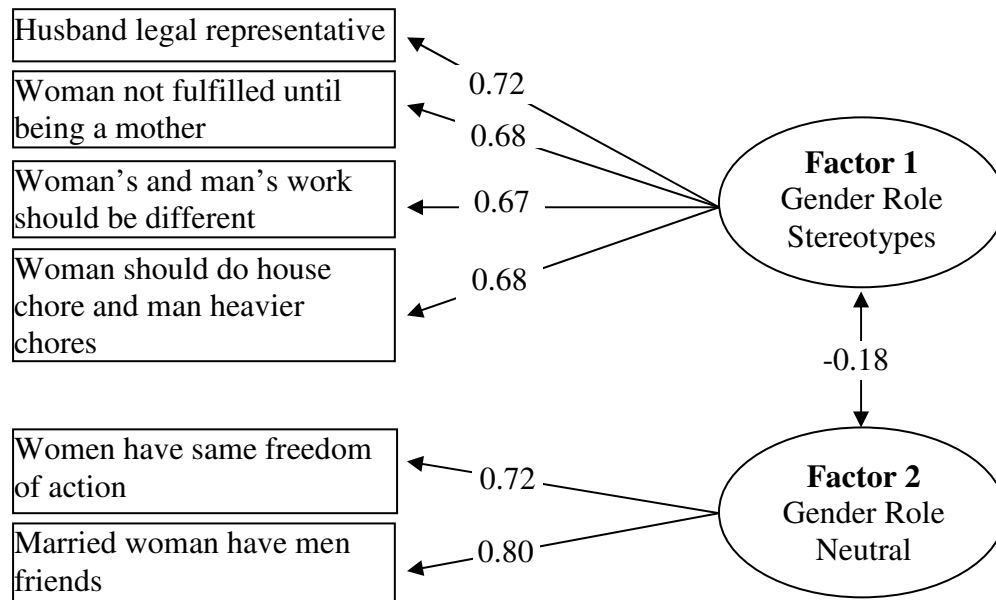 Husband legal representative
Woman not fulfilled until
being a mother
Woman's and man's work
should be different
Woman should do house
chore and man heavier
chores
0.72
0.68
0.67
0.68
Factor 1
Gender Role
Stereotypes
-0.18
Women have same freedom
of action
Married woman have men
friends
0.72
0.80
Factor 2
Gender Role
Neutral